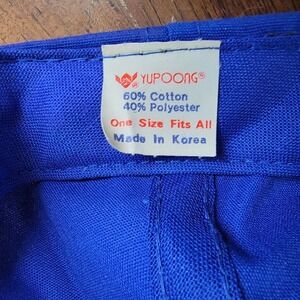 YUPOONG®
60% Cotton
40% Polyester
One Size Fits All
Made In Korea